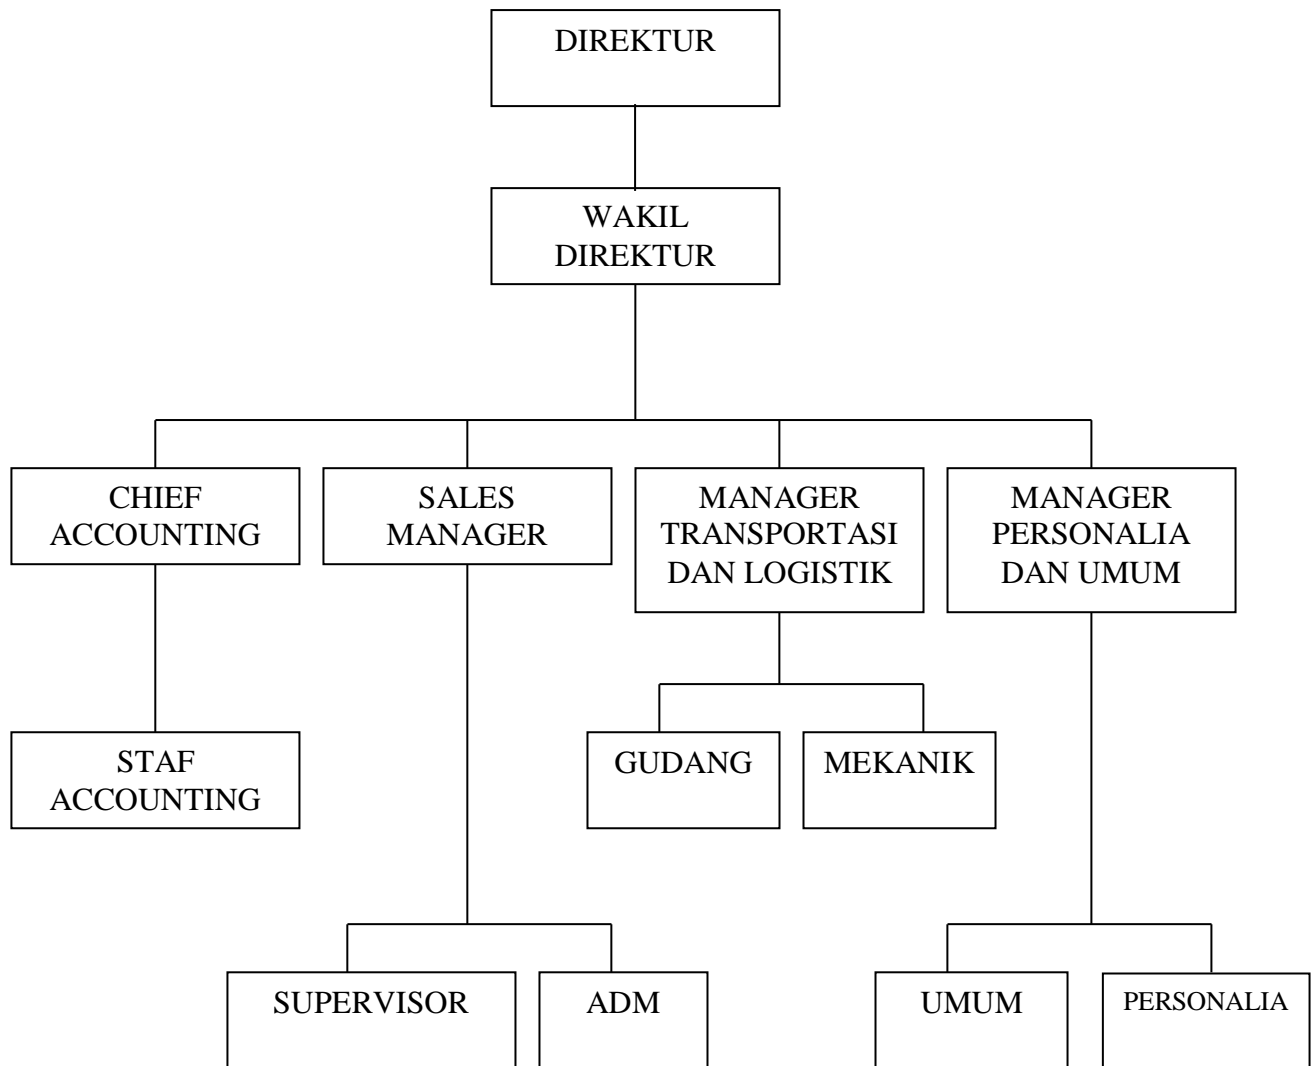 DIREKTUR
WAKIL
DIREKTUR
CHIEF
ACCOUNTING
SALES
MANAGER
MANAGER
TRANSPORTASI
DAN LOGISTIK
MANAGER
PERSONALIA
DAN UMUM
STAF
ACCOUNTING
GUDANG
MEKANIK
SUPERVISOR
ADM
UMUM
PERSONALIA